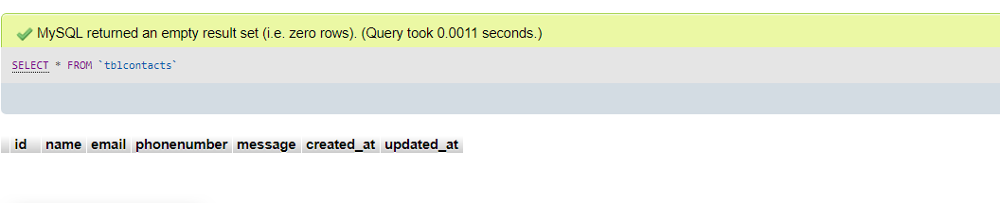 MySQL returned an empty result set (i.e. zero rows). (Query took 0.0011 seconds.)
SELECT * FROM `tblcontacts`
id name email phonenumber message created_at updated_at